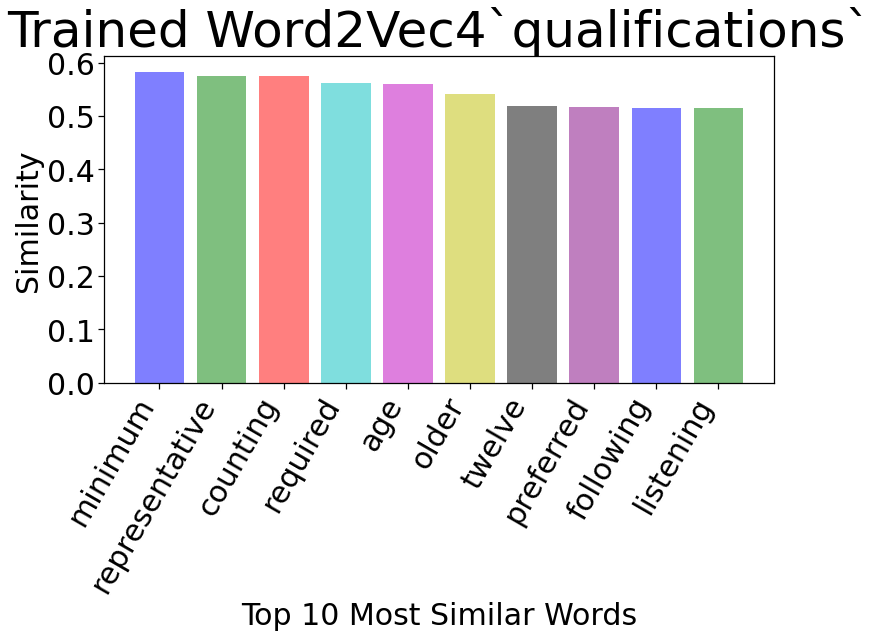 Trained Word2Vec4`qualifications`
0.6
0.5
0.4
0.3
0.2
0.1
0.0
Similarity
minimum
representative
counting
required
age
older
twelve
preferred
following
listening
Top 10 Most Similar Words